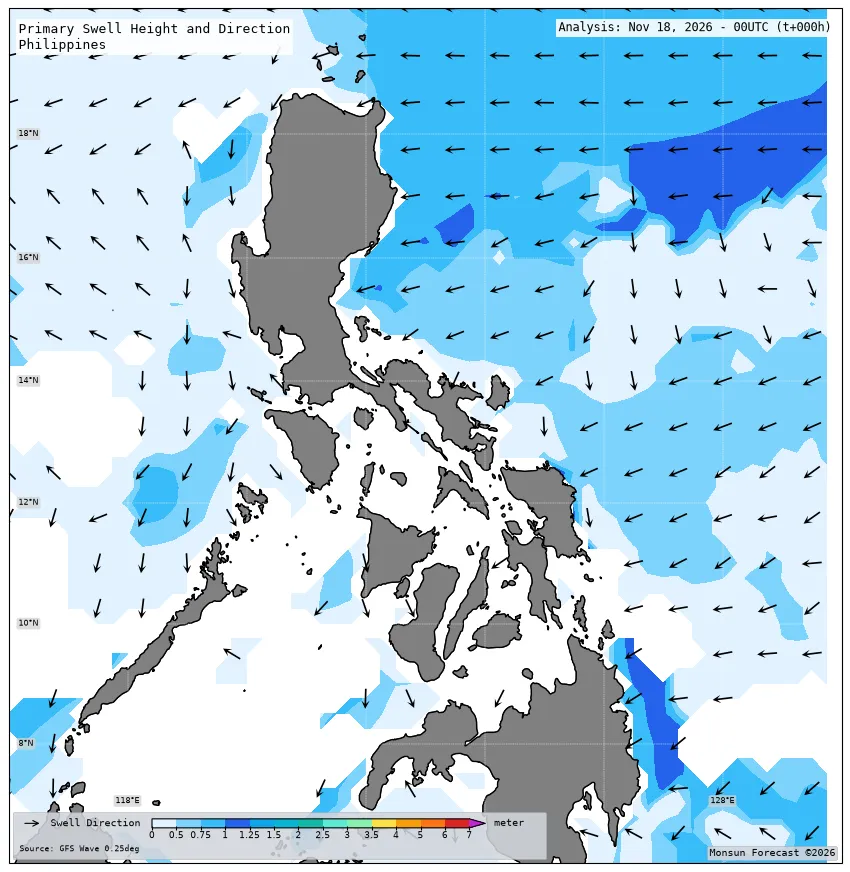 Primary Swell Height and Direction
Philippines
Analysis: Nov 18, 2026 - 00UTC (t+000h)
18°N
16°N
14°N
12°N
10°N
8°N
118°E
128°E
Swell Direction
0 0.5 0.75 1 1.25 1.5 2 2.5 3 3.5 4 5 6 7
meter
Source: GFS Wave 0.25deg
Monsun Forecast ©2026